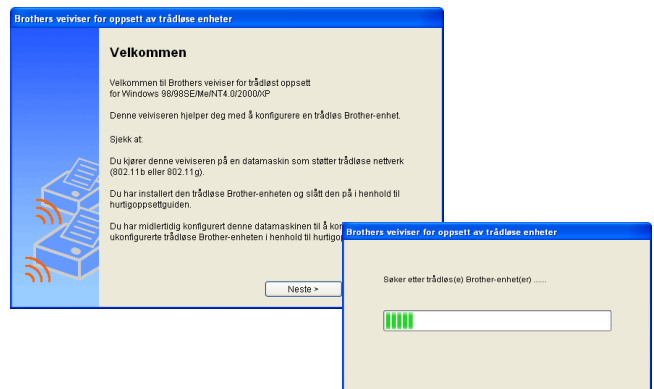 Brothers veiviser for oppsett av trådløse enheter
Velkommen
Velkommen til Brothers veiviser for trådløst oppsett
for Windows 98/98SE/Me/NT4.0/2000/XP
Denne veiviseren hjelper deg med å konfigurere en trådløs Brother-enhet.
Sjekk at:
Du kjører denne veiviseren på en datamaskin som støtter trådløse nettverk
(802.11b eller 802.11g).
Du har installert den trådløse Brother-enheten og slått den på i henhold til
hurtigoppsettguiden.
Du har midlertidig konfigurert denne datamaskinen til å
ukonfigurerte trådløse Brother-enheten i henhold til
Neste >
Brothers veiviser for oppsett av trådløse enheter
Søker etter trådløs(e) Brother-enhet(er) ......